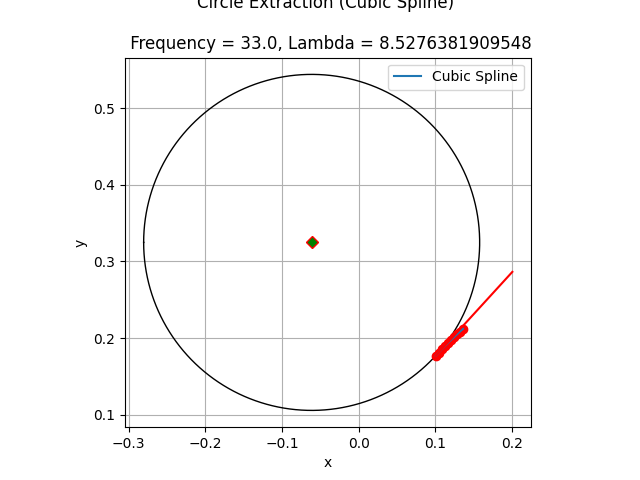 Circle Extraction (Cubic Spline)
Frequency = 33.0, Lambda = 8.5276381909548
Cubic Spline
0.5
0.4
0.3
0.2
0.1
y
−0.3 −0.2 −0.1 0.0 0.1 0.2
x